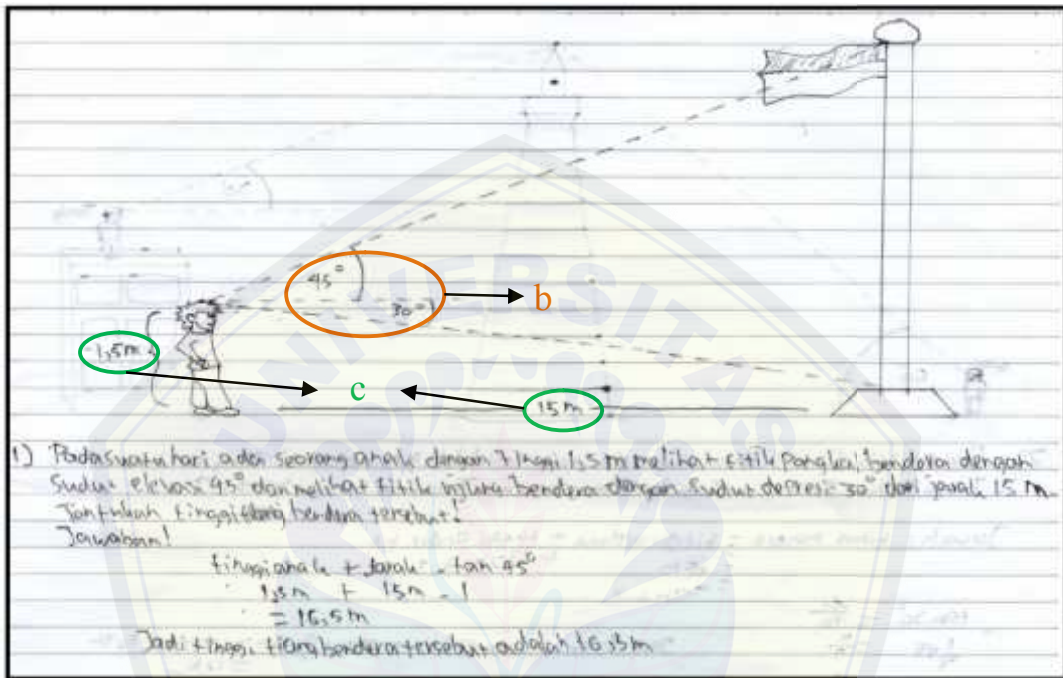 45°
30°
b
1,5m
c
15 m
UNIVERSITAS
1) Pada suatu hari ada seorang anak dengan tinggi 1,5 m melihat titik pangkal bendera dengan
sudut elevasi 45° dan melihat titik ujung bendera dengan sudut depresi 30° dari jarak 15 m
Tentukan tinggi tiang bendera tersebut!
Jawaban!
tinggi anak + jarak - tan 45°
1,5 m + 15 m - 1
= 16,5 m
Jadi tinggi tiang bendera tersebut adalah 16,5 m